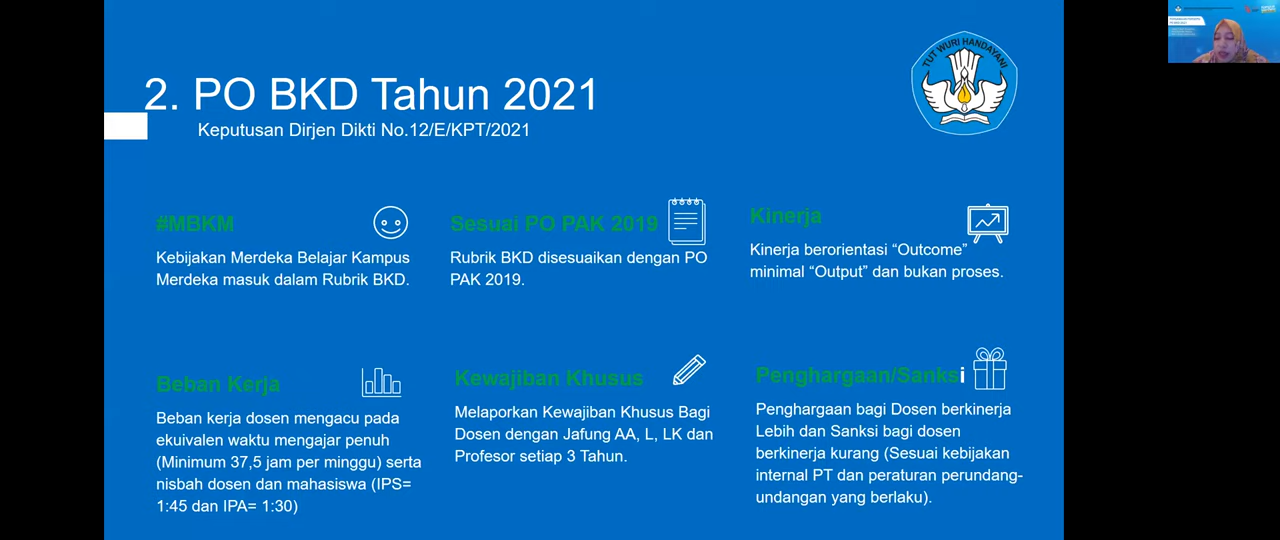 2. PO BKD Tahun 2021
Keputusan Dirjen Dikti No.12/E/KPT/2021
TUT WURI HANDAYANI
#MBKM
Kebijakan Merdeka Belajar Kampus
Merdeka masuk dalam Rubrik BKD.
Sesuai PO PAK 2019
Rubrik BKD disesuaikan dengan PO
PAK 2019.
Kinerja
Kinerja berorientasi “Outcome”
minimal “Output” dan bukan proses.
Beban Kerja
Beban kerja dosen mengacu pada
ekuivalen waktu mengajar penuh
(Minimum 37,5 jam per minggu) serta
nisbah dosen dan mahasiswa (IPS=
1:45 dan IPA= 1:30)
Kewajiban Khusus
Melaporkan Kewajiban Khusus Bagi
Dosen dengan Jafung AA, L, LK dan
Profesor setiap 3 Tahun.
Penghargaan/Sanksi
Penghargaan bagi Dosen berkinerja
Lebih dan Sanksi bagi dosen
berkinerja kurang (Sesuai kebijakan
internal PT dan peraturan perundang-
undangan yang berlaku).